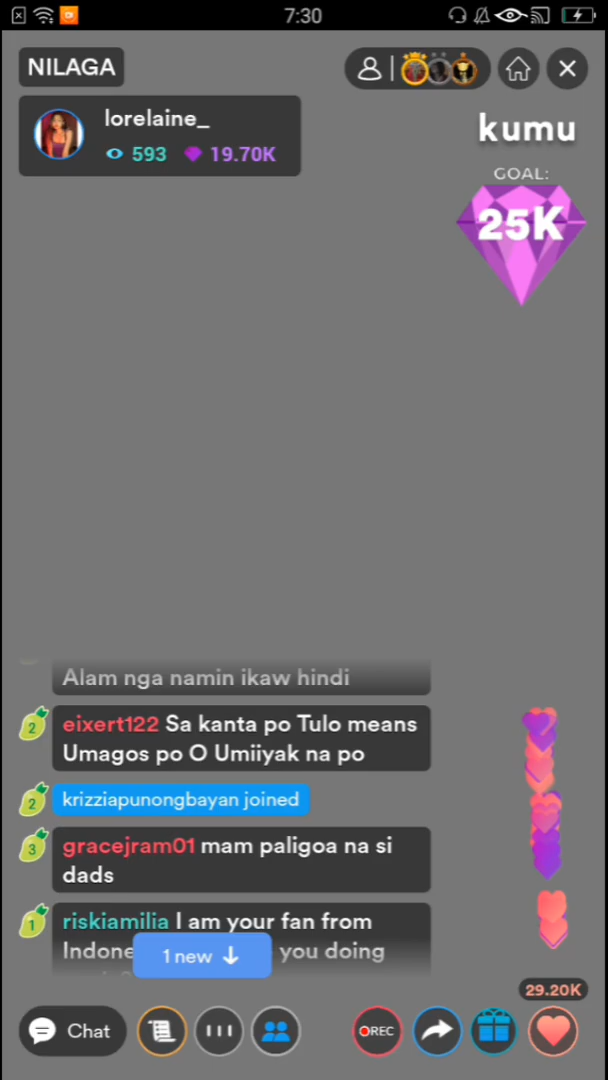 7:30
NILAGA
lorelaine_
593 19.70K
kumu
GOAL:
25K
Alam nga namin ikaw hindi
2 eixert122 Sa kanta po Tulo means
Umagos po O Umiiyak na po
2 krizziapunongbayan joined
3 gracejram01 mam paligoa na si
dads
1 riskiamilia I am your fan from
you doing
1 new
29.20K
Chat
REC